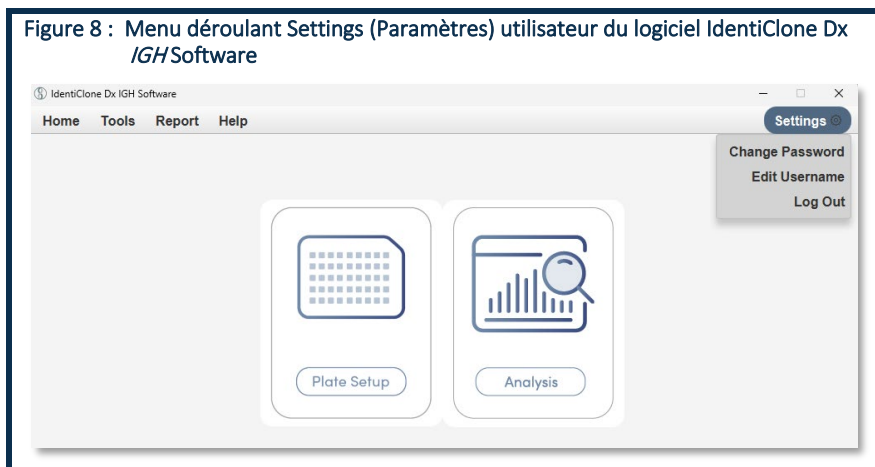 Figure 8 : Menu déroulant Settings (Paramètres) utilisateur du logiciel IdentiClone Dx
IGH Software
IdentiClone Dx IGH Software
Home Tools Report Help Settings
Change Password
Edit Username
Log Out
Plate Setup Analysis